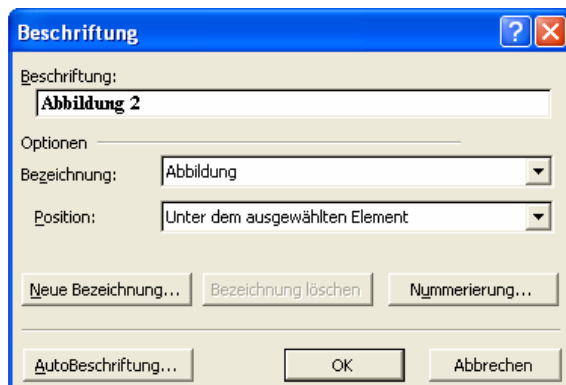 Beschriftung
Beschriftung:
Abbildung 2
Optionen
Bezeichnung: Abbildung
Position: Unter dem ausgewählten Element
Neue Bezeichnung... Bezeichnung löschen Nummerierung...
AutoBeschriftung... OK Abbrechen